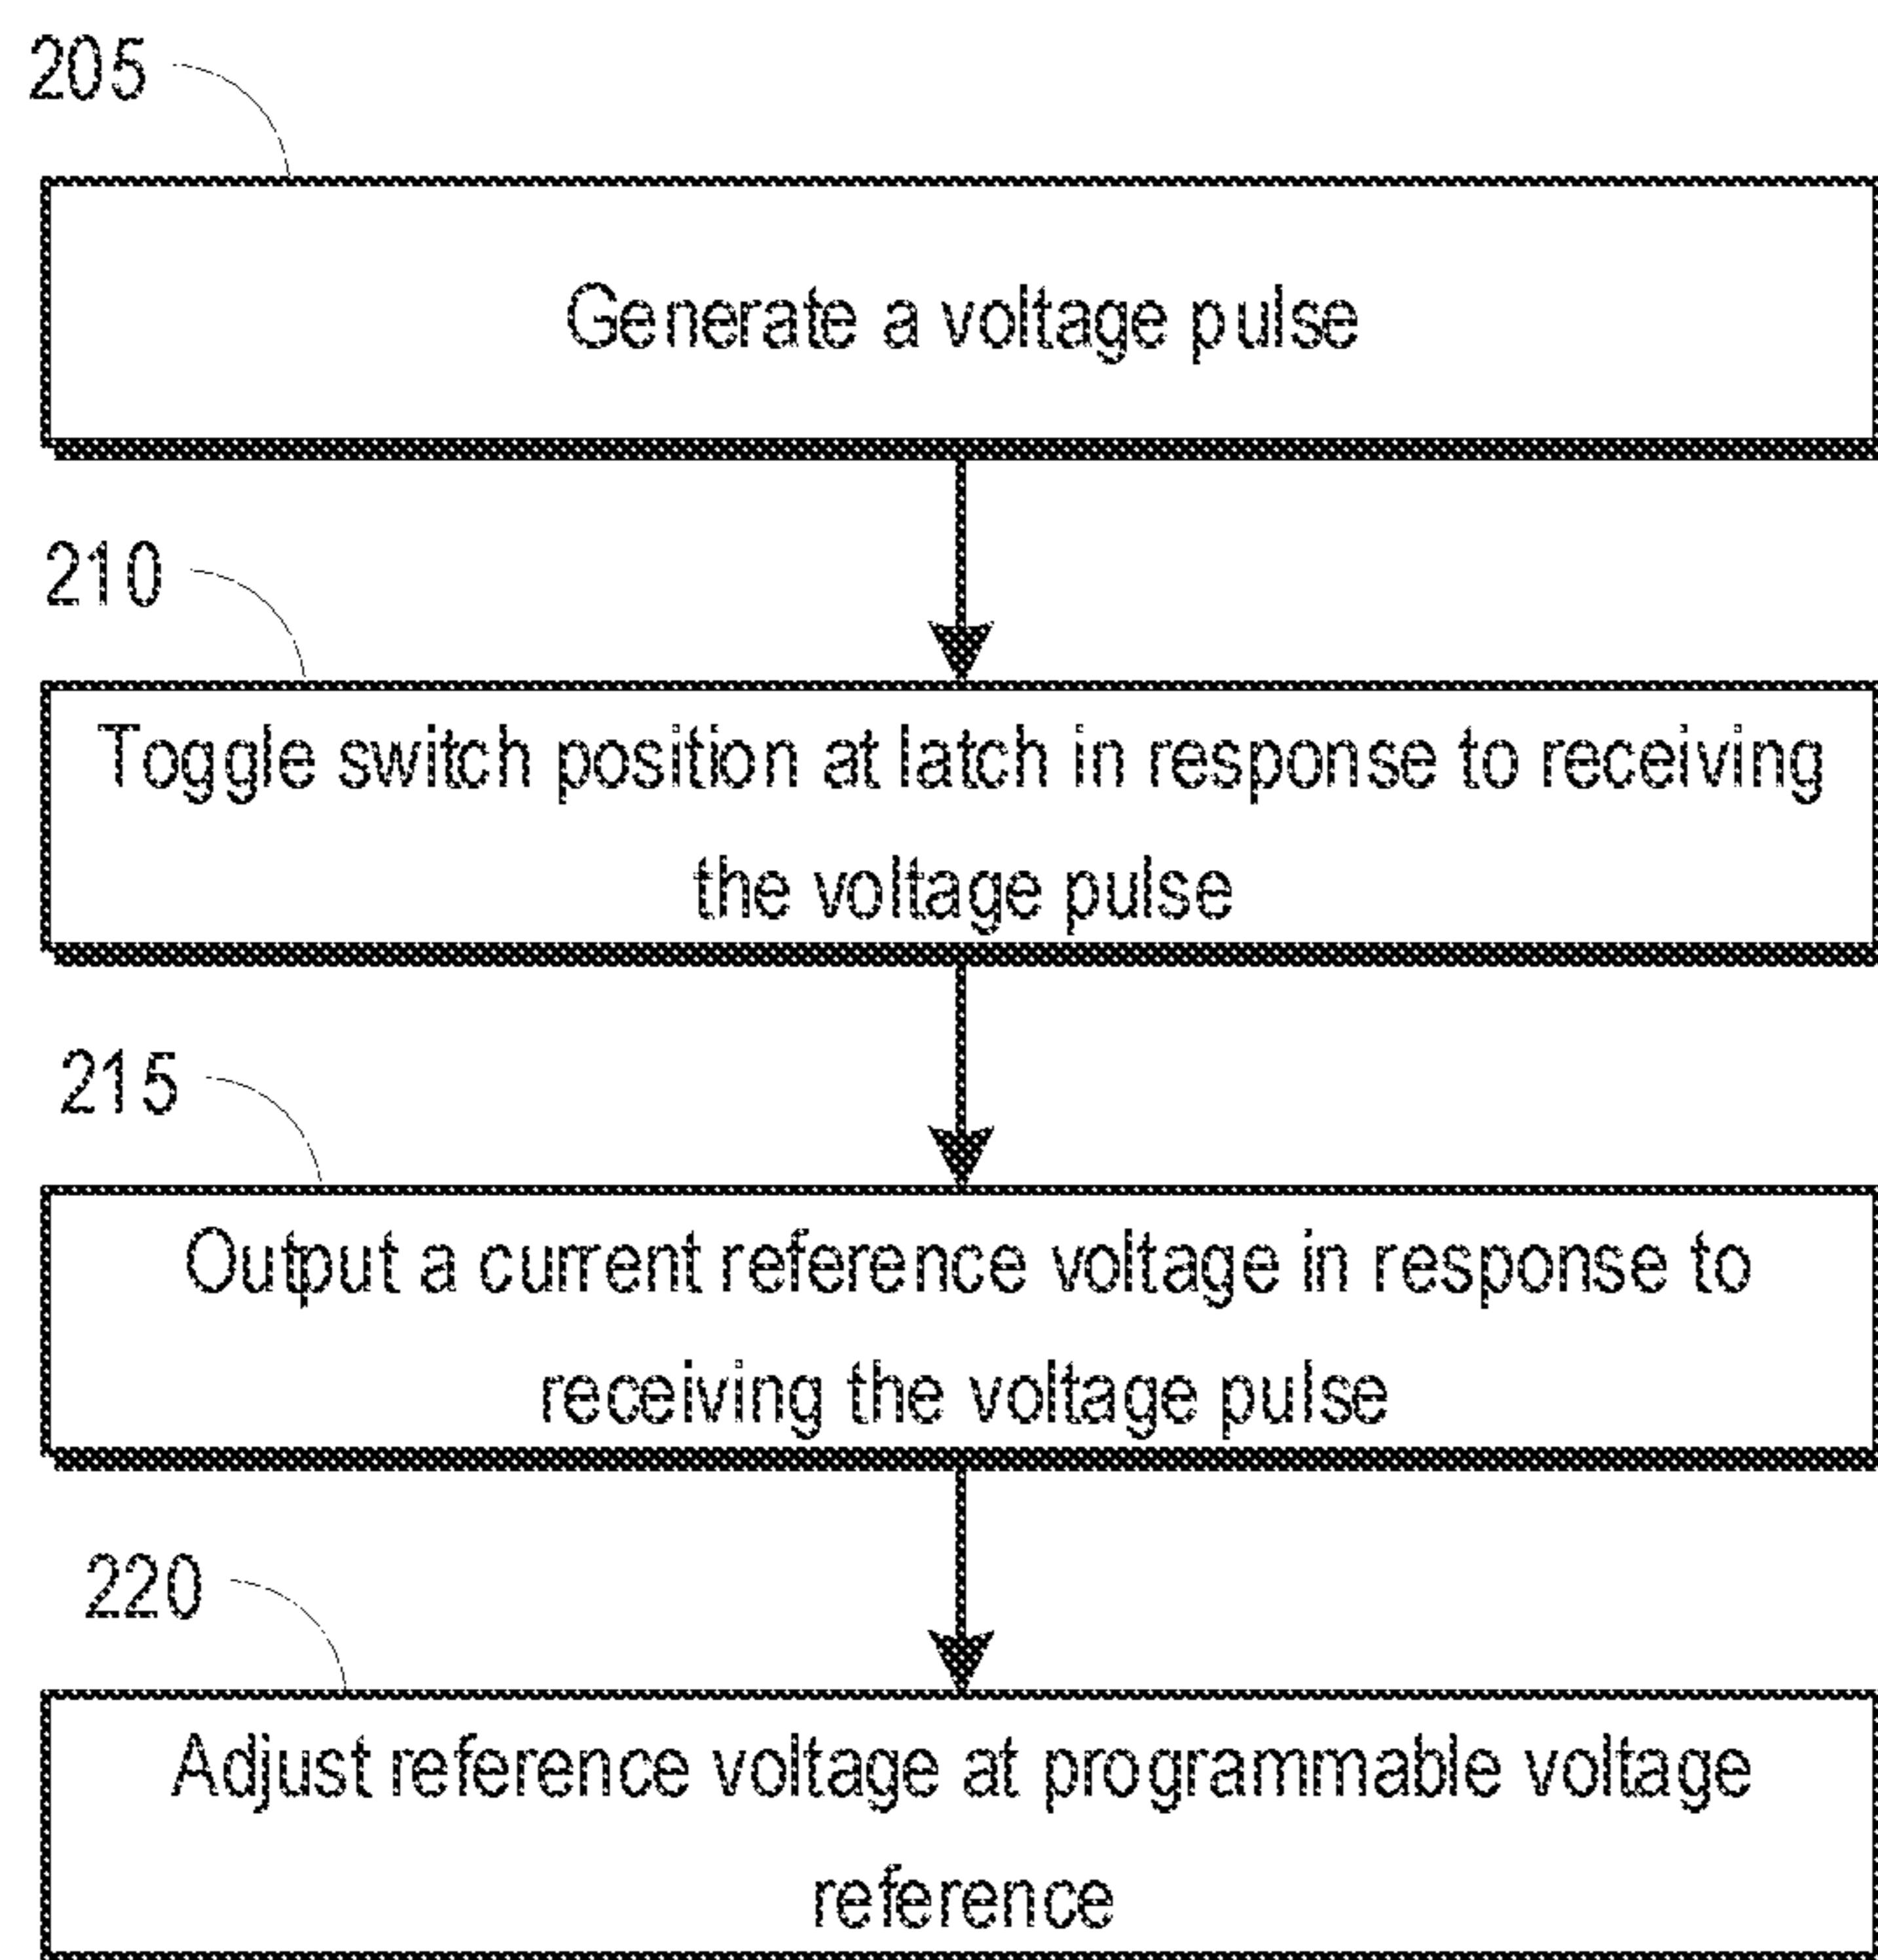 205
Generate a voltage pulse
210
Toggle switch position at latch in response to receiving
the voltage pulse
215
Output a current reference voltage in response to
receiving the voltage pulse
220
Adjust reference voltage at programmable voltage
reference